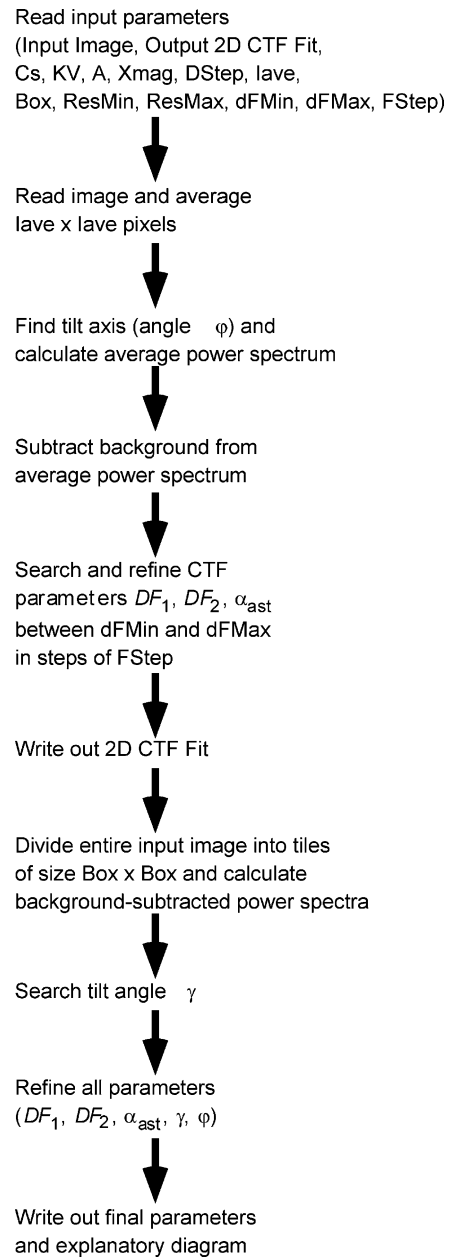 Read input parameters
(Input Image, Output 2D CTF Fit,
Cs, KV, A, Xmag, DStep, Iave,
Box, ResMin, ResMax, dFMin, dFMax, FStep)
Read image and average
Iave x Iave pixels
Find tilt axis (angle φ) and
calculate average power spectrum
Subtract background from
average power spectrum
Search and refine CTF
parameters DF1, DF2, αast
between dFMin and dFMax
in steps of FStep
Write out 2D CTF Fit
Divide entire input image into tiles
of size Box x Box and calculate
background-subtracted power spectra
Search tilt angle γ
Refine all parameters
(DF1, DF2, αast, γ, φ)
Write out final parameters
and explanatory diagram